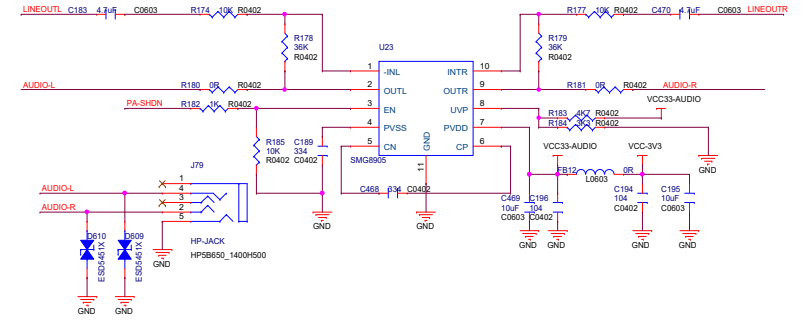 LINEOUTL
C183 4.7uF C0603
R174 10K R0402
R177 10K R0402
C470 4.7uF C0603
LINEOUTR
R178
36K
R0402
R179
36K
R0402
U23
1 -INL
2 OUTL
3 EN
4 PVSS
5 CN
INTR 10
OUTR 9
UVP 8
PVDD 7
CP 6
GND
11
SMG8905
AUDIO-L
R180 0R R0402
R181 0R R0402
AUDIO-R
PA-SHDN
R182 1K R0402
VCC33-AUDIO
R183 4K7 R0402
R184 3K3 R0402
GND
R185
10K
R0402
C189
334
C0402
GND
C468 334 C0402
GND
VCC33-AUDIO
VCC-3V3
FB12 0R
L0603
C469
10uF
C0603
C196
104
C0402
C194
104
C0402
C195
10uF
C0603
GND
GND
GND
GND
J79
1
4
3
2
5
AUDIO-L
AUDIO-R
HP-JACK
HP5B650_1400H500
GND
D610
ESD5451X
D609
ESD5451X
GND
GND